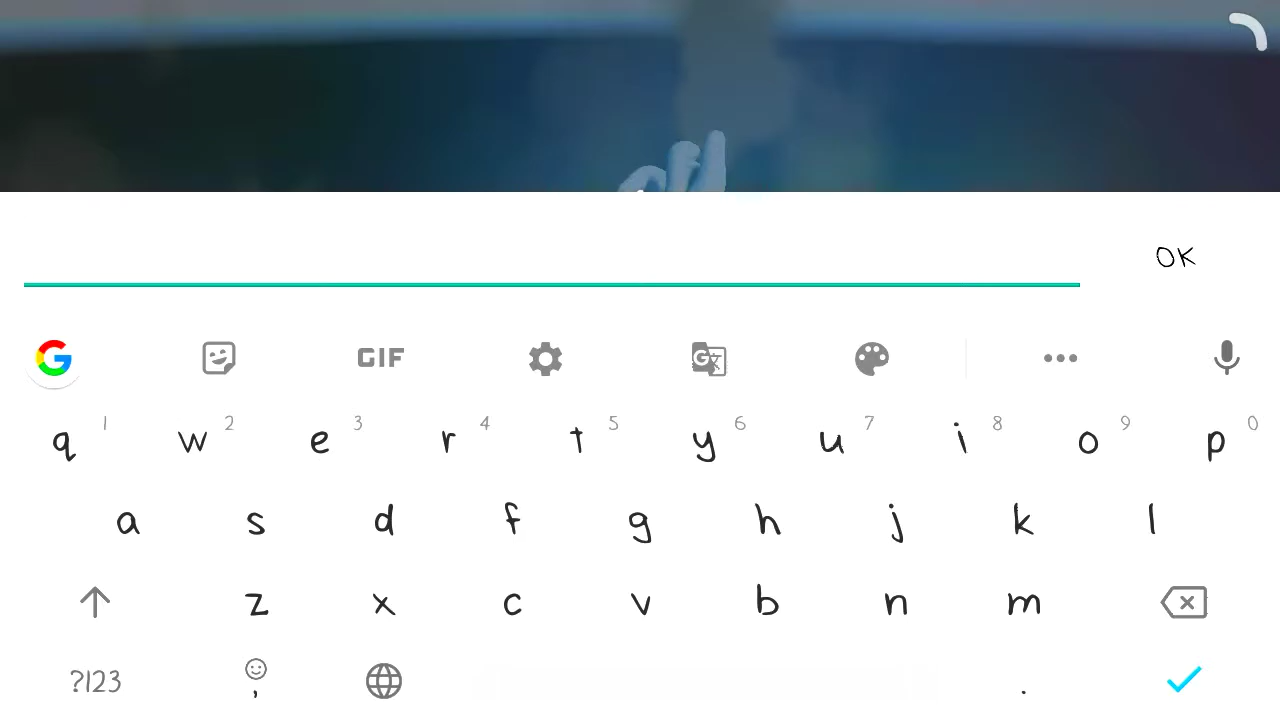 OK
GIF
q 1 w 2 e 3 r 4 t 5 y 6 u 7 i 8 o 9 p 0
a s d f g h j k l
z x c v b n m
?123 , .